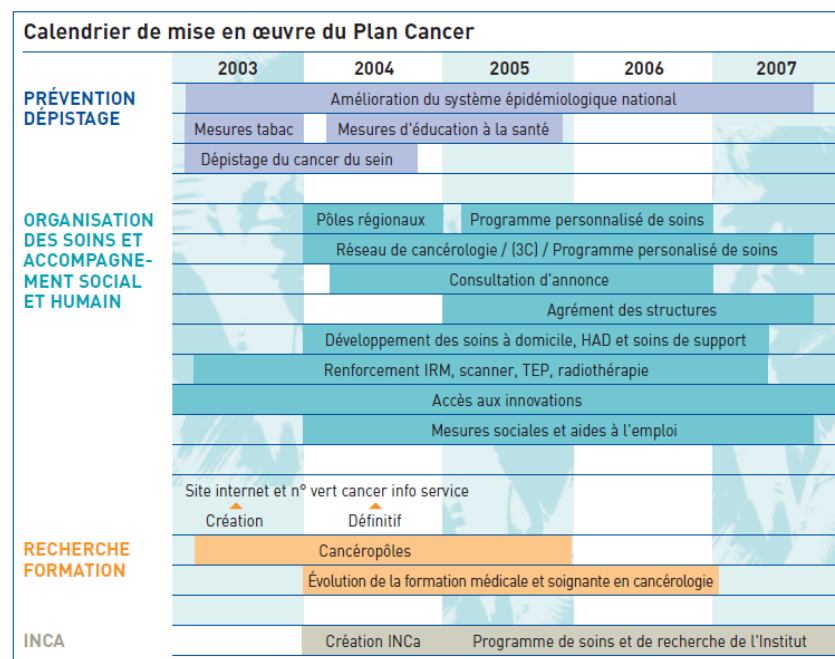 Calendrier de mise en œuvre du Plan Cancer
2003 2004 2005 2006 2007
PRÉVENTION
DÉPISTAGE
Amélioration du système épidémiologique national
Mesures tabac Mesures d'éducation à la santé
Dépistage du cancer du sein
ORGANISATION
DES SOINS ET
ACCOMPAGNE-
MENT SOCIAL
ET HUMAIN
Pôles régionaux Programme personnalisé de soins
Réseau de cancérologie / (3C) / Programme personalisé de soins
Consultation d'annonce
Agrément des structures
Développement des soins à domicile, HAD et soins de support
Renforcement IRM, scanner, TEP, radiothérapie
Accès aux innovations
Mesures sociales et aides à l'emploi
Site internet et n° vert cancer info service
Création Définitif
RECHERCHE
FORMATION
Cancéropôles
Évolution de la formation médicale et soignante en cancérologie
INCA
Création INCa Programme de soins et de recherche de l'Institut